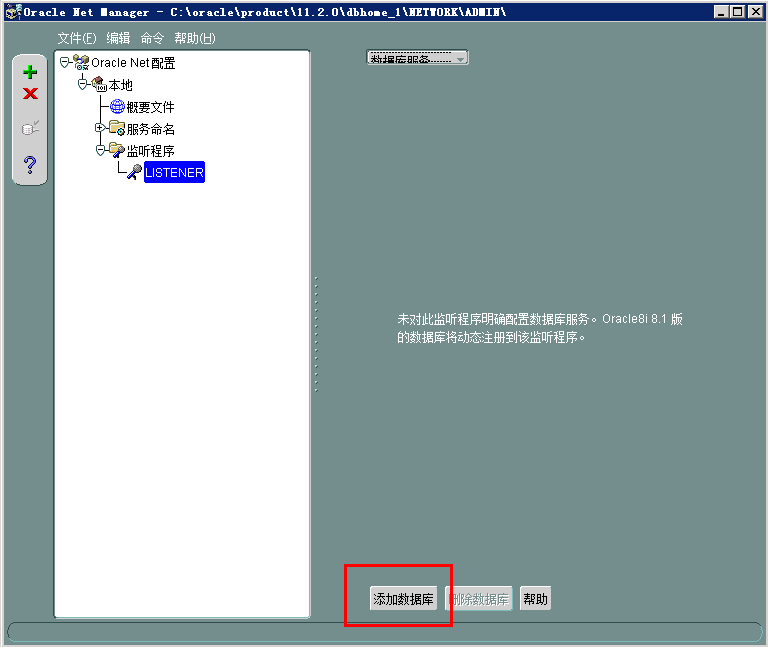 Oracle Net Manager - C:\oracle\product\11.2.0\dbhome_1\NETWORK\ADMIN\
文件(F) 编辑 命令 帮助(H)
Oracle Net配置
本地
概要文件
服务命名
监听程序
LISTENER
数据库服务
未对此监听程序明确配置数据库服务。Oracle8i 8.1 版
的数据库将动态注册到该监听程序。
添加数据库 删除数据库 帮助